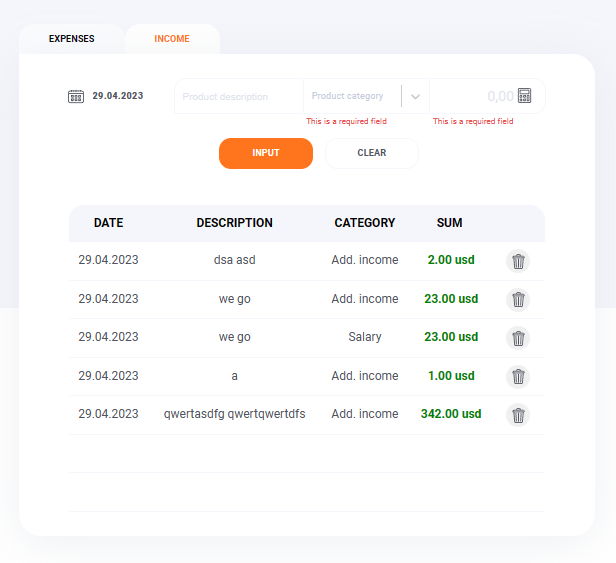 EXPENSES INCOME
29.04.2023 Product description Product category 0,00
This is a required field This is a required field
INPUT CLEAR
DATE DESCRIPTION CATEGORY SUM
29.04.2023 dsa asd Add. income 2.00 usd
29.04.2023 we go Add. income 23.00 usd
29.04.2023 we go Salary 23.00 usd
29.04.2023 a Add. income 1.00 usd
29.04.2023 qwertasdfg qwertqwertdfs Add. income 342.00 usd